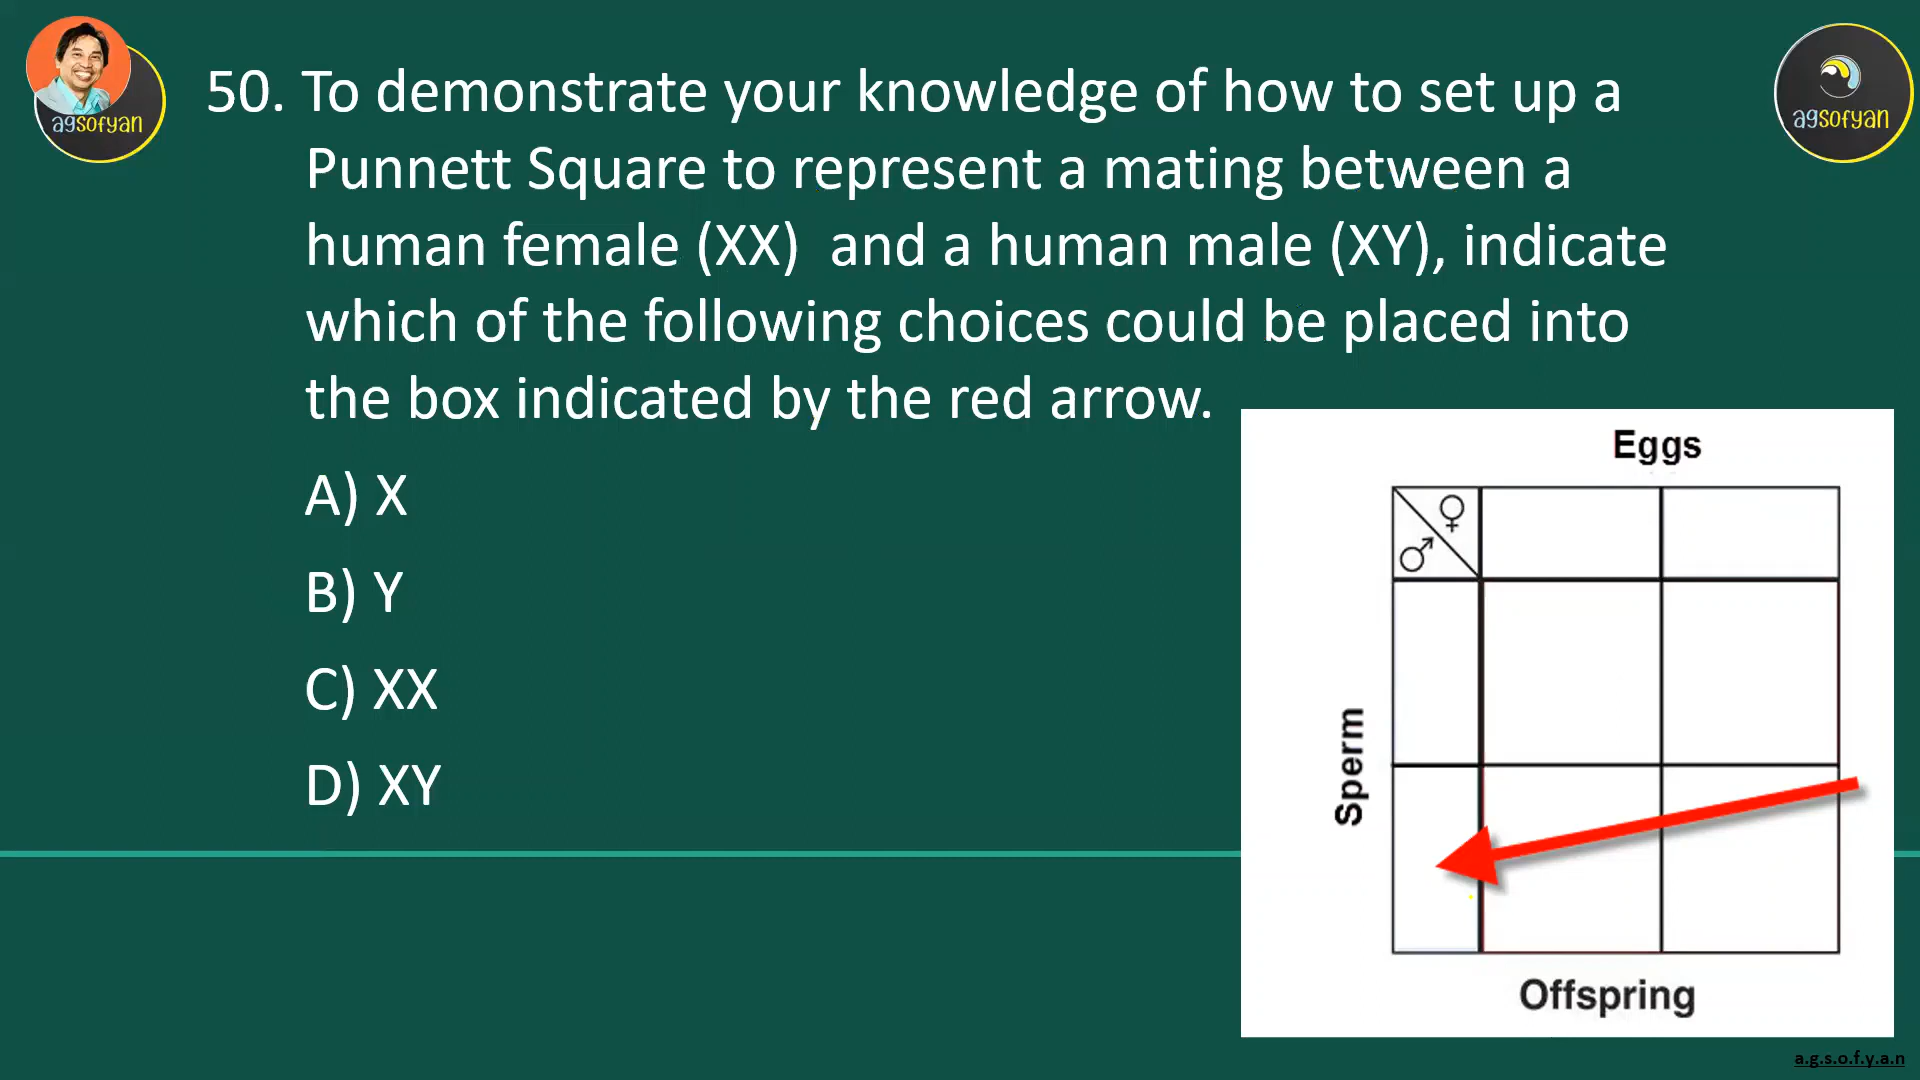 agsofyan
agsofyan
50. To demonstrate your knowledge of how to set up a
Punnett Square to represent a mating between a
human female (XX) and a human male (XY), indicate
which of the following choices could be placed into
the box indicated by the red arrow.
A) X
B) Y
C) XX
D) XY
Eggs
♀
♂
Sperm
Offspring
a.g.s.o.f.y.a.n